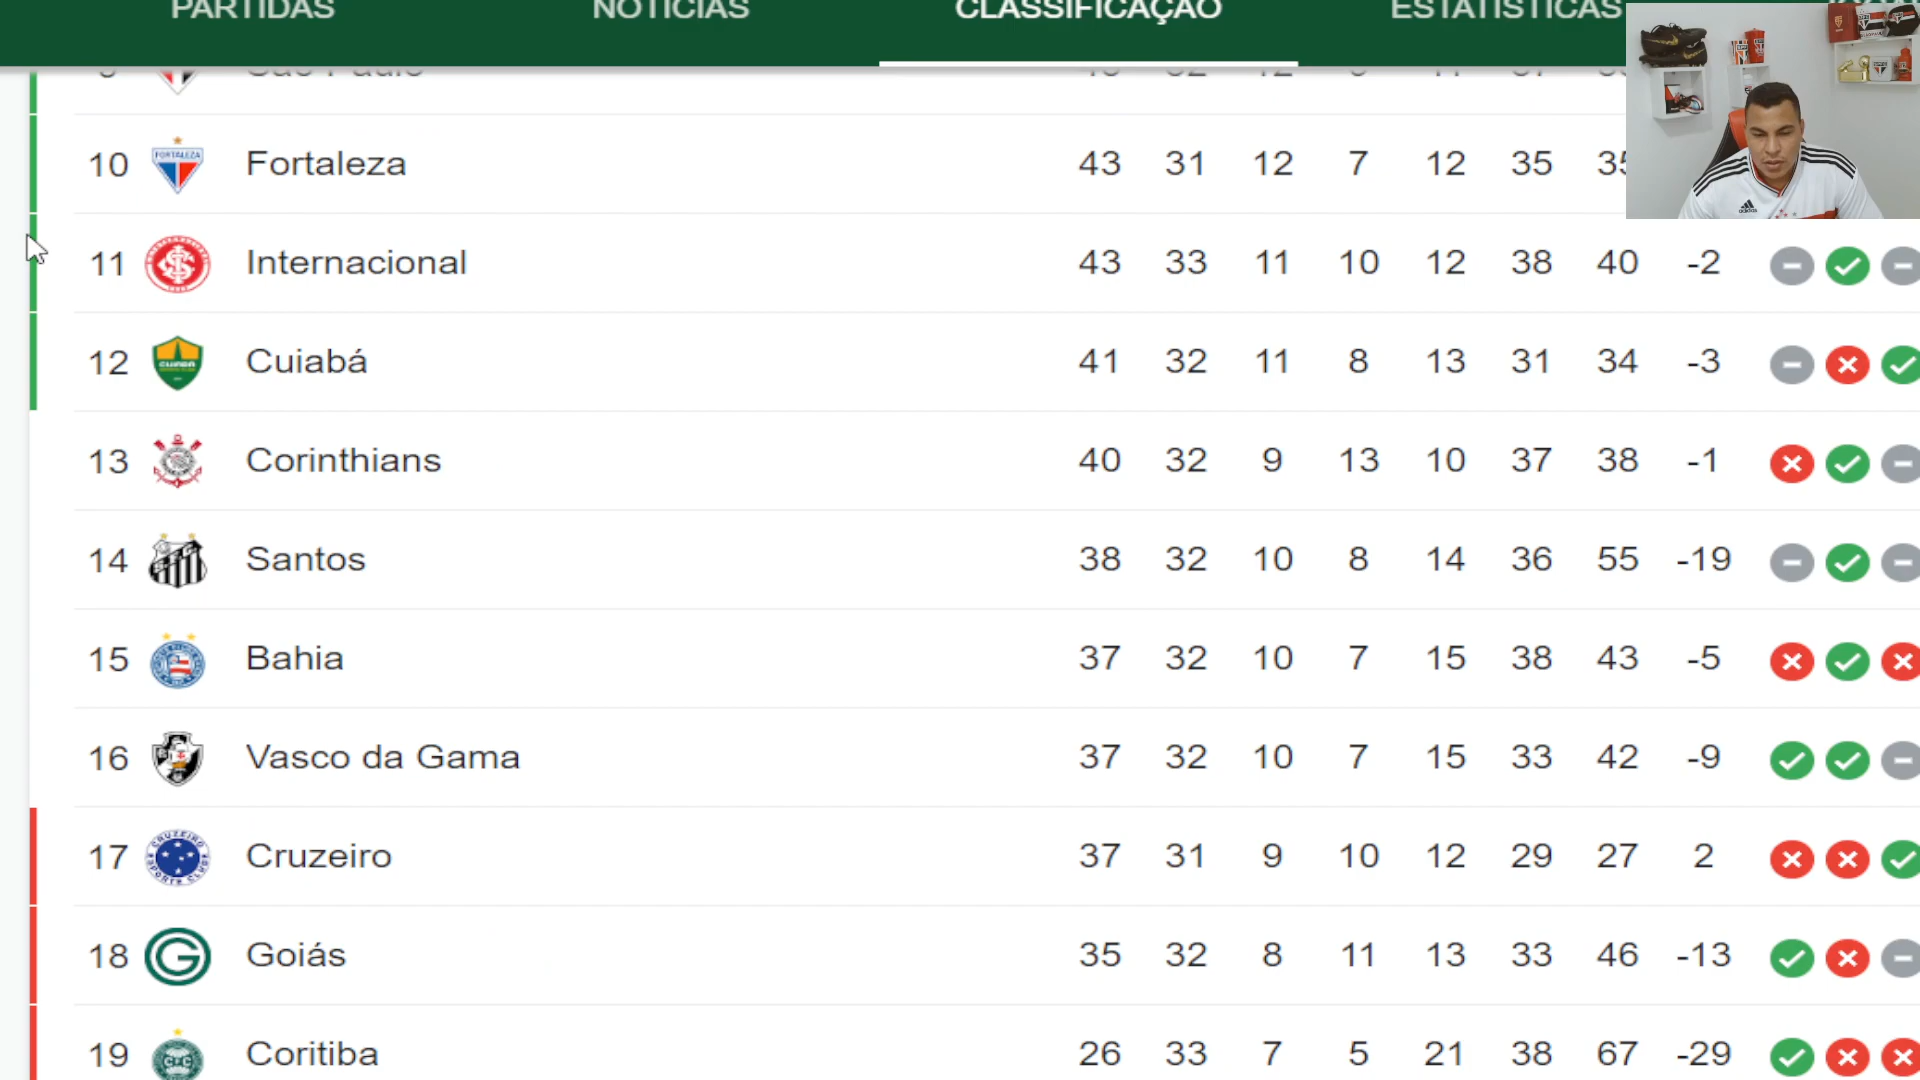 PARTIDAS NOTÍCIAS CLASSIFICAÇÃO ESTATÍSTICAS
São Paulo
10 FORTALEZA Fortaleza 43 31 12 7 12 35 35
11 Internacional 43 33 11 10 12 38 40 -2
12 Cuiabá 41 32 11 8 13 31 34 -3
13 Corinthians 40 32 9 13 10 37 38 -1
14 Santos 38 32 10 8 14 36 55 -19
15 Bahia 37 32 10 7 15 38 43 -5
16 Vasco da Gama 37 32 10 7 15 33 42 -9
17 Cruzeiro 37 31 9 10 12 29 27 2
18 Goiás 35 32 8 11 13 33 46 -13
19 Coritiba 26 33 7 5 21 38 67 -29